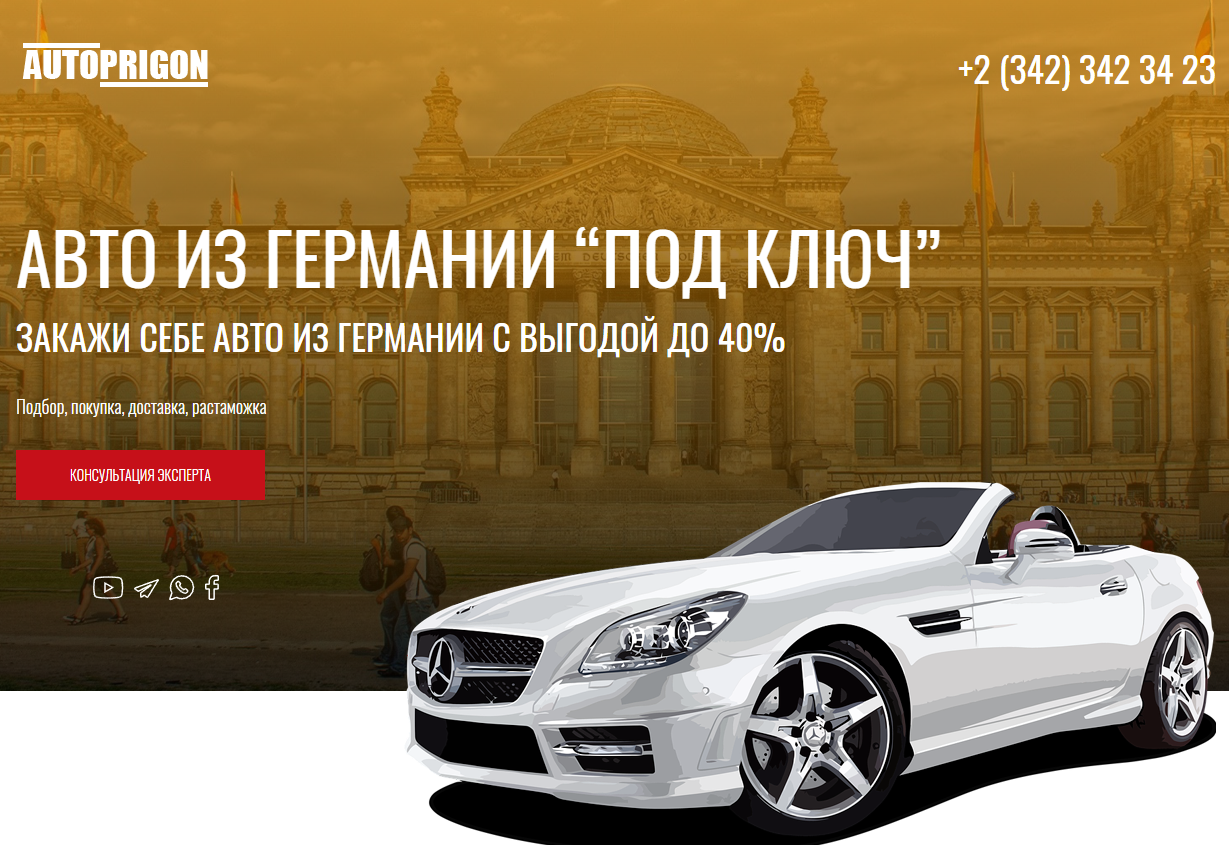 AUTOPRIGON
+2 (342) 342 34 23
АВТО ИЗ ГЕРМАНИИ “ПОД КЛЮЧ”
ЗАКАЖИ СЕБЕ АВТО ИЗ ГЕРМАНИИ С ВЫГОДОЙ ДО 40%
Подбор, покупка, доставка, растаможка
КОНСУЛЬТАЦИЯ ЭКСПЕРТА